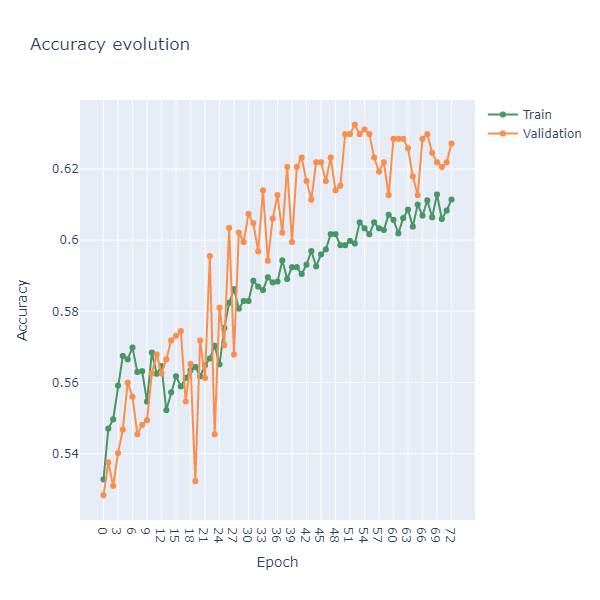 Accuracy evolution
Train
Validation
0.62
0.6
0.58
0.56
0.54
Accuracy
0 3 6 9 12 15 18 21 24 27 30 33 36 39 42 45 48 51 54 57 60 63 66 69 72
Epoch